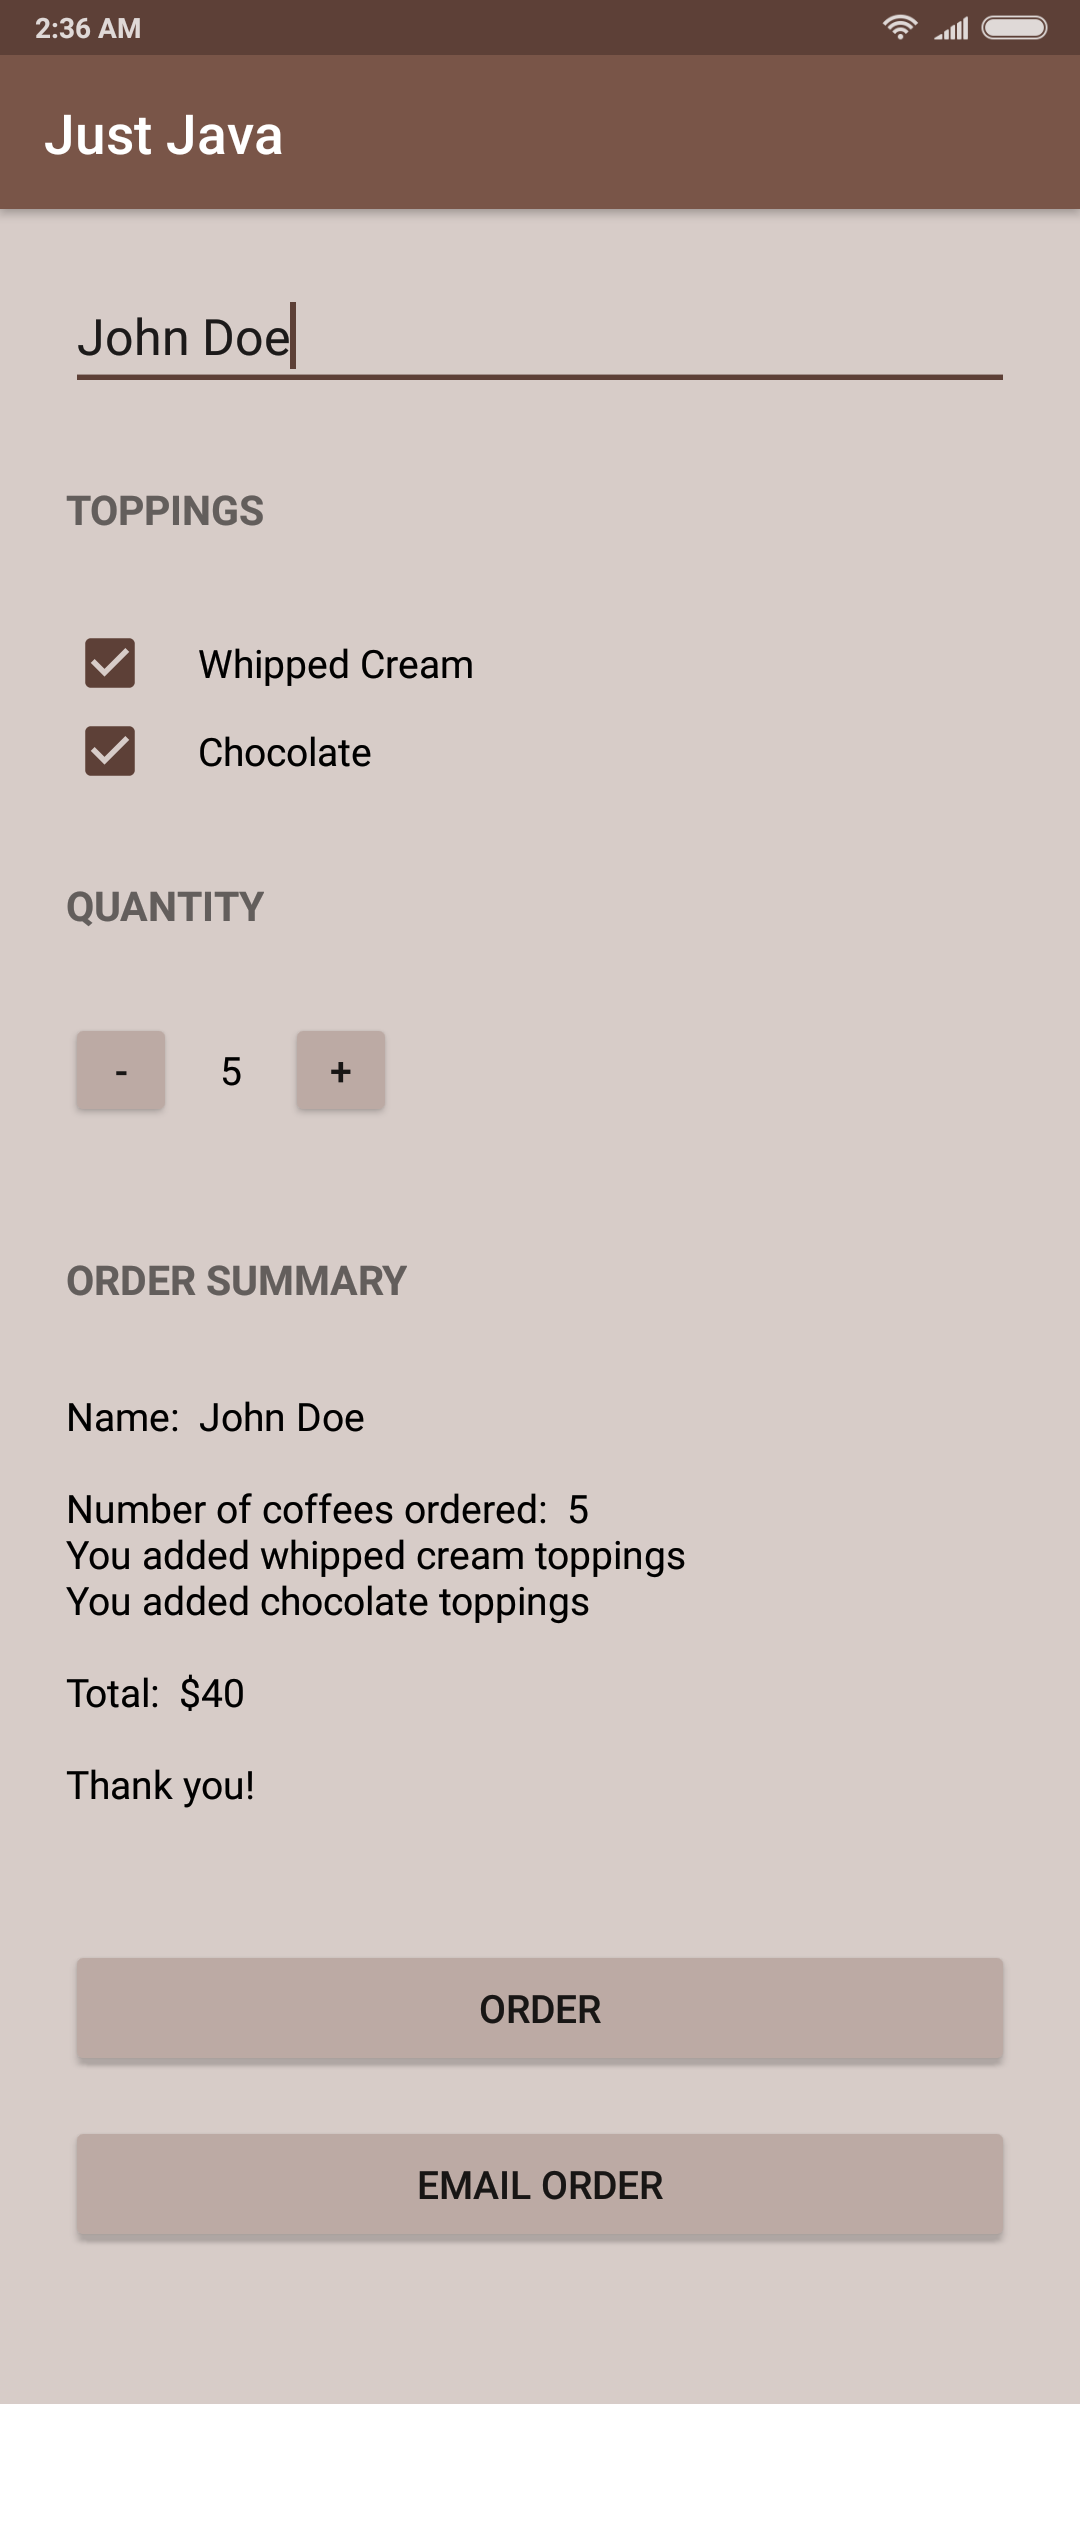 2:36 AM
Just Java
John Doe
TOPPINGS
Whipped Cream
Chocolate
QUANTITY
- 5 +
ORDER SUMMARY
Name:  John Doe
Number of coffees ordered:  5
You added whipped cream toppings
You added chocolate toppings
Total:  $40
Thank you!
ORDER
EMAIL ORDER